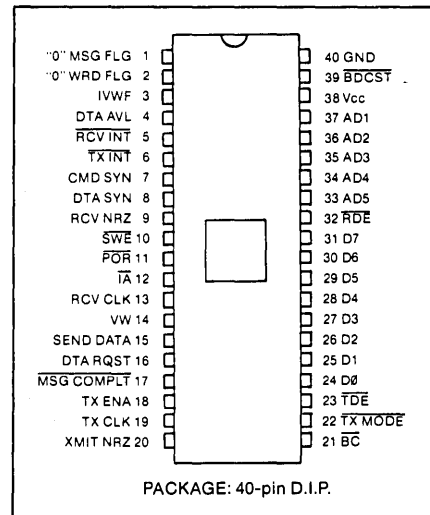 "0" MSG FLG 1
"0" WRD FLG 2
IVWF 3
DTA AVL 4
RCV INT 5
TX INT 6
CMD SYN 7
DTA SYN 8
RCV NRZ 9
SWE 10
POR 11
IA 12
RCV CLK 13
VW 14
SEND DATA 15
DTA RQST 16
MSG COMPLT 17
TX ENA 18
TX CLK 19
XMIT NRZ 20
40 GND
39 BDCST
38 Vcc
37 AD1
36 AD2
35 AD3
34 AD4
33 AD5
32 RDE
31 D7
30 D6
29 D5
28 D4
27 D3
26 D2
25 D1
24 DØ
23 TDE
22 TX MODE
21 BC
PACKAGE: 40-pin D.I.P.